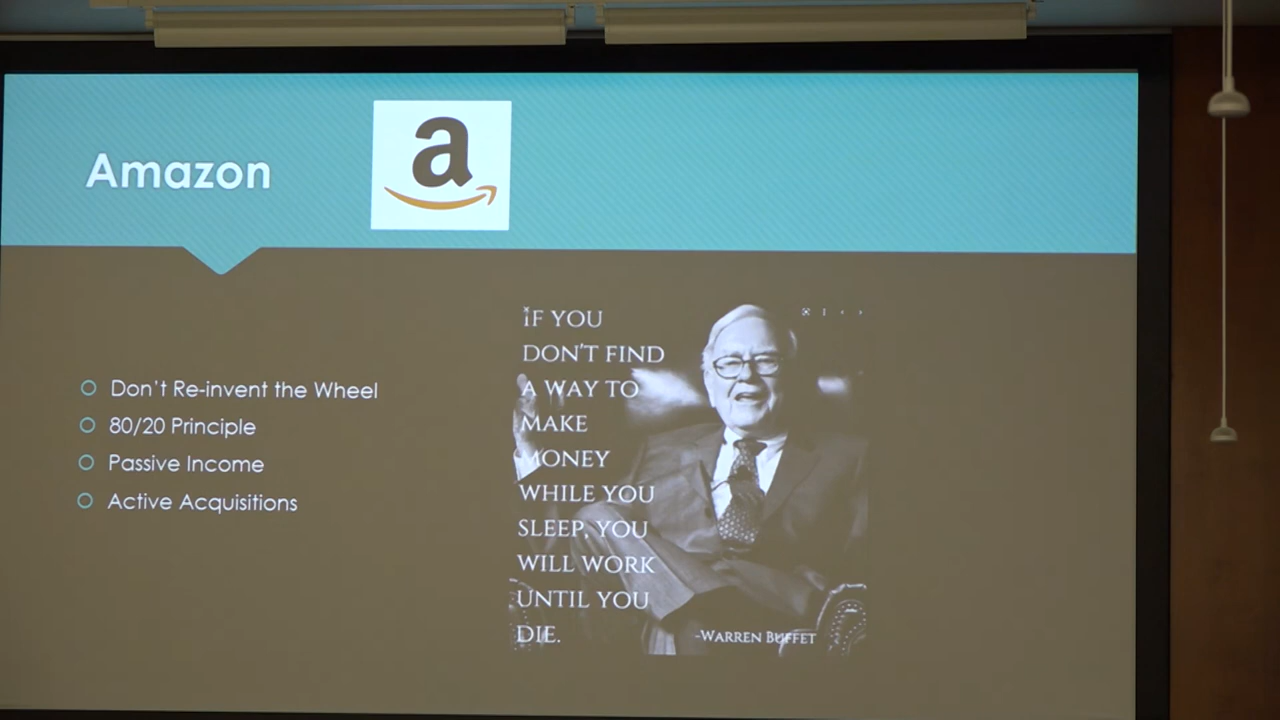 Amazon
a
Don't Re-invent the Wheel
80/20 Principle
Passive Income
Active Acquisitions
IF YOU
DON'T FIND
A WAY TO
MAKE
MONEY
WHILE YOU
SLEEP, YOU
WILL WORK
UNTIL YOU
DIE.
-WARREN BUFFET